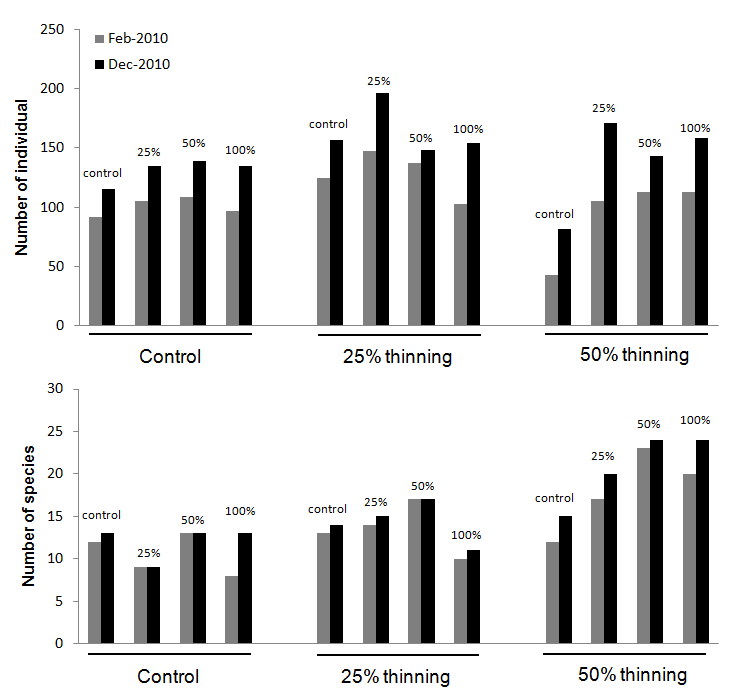 250
200
150
100
50
0
Number of individual
Feb-2010
Dec-2010
control
25%
50%
100%
control
25%
50%
100%
control
25%
50%
100%
Control
25% thinning
50% thinning
30
25
20
15
10
5
0
Number of species
control
25%
50%
100%
control
25%
50%
100%
control
25%
50%
100%
Control
25% thinning
50% thinning